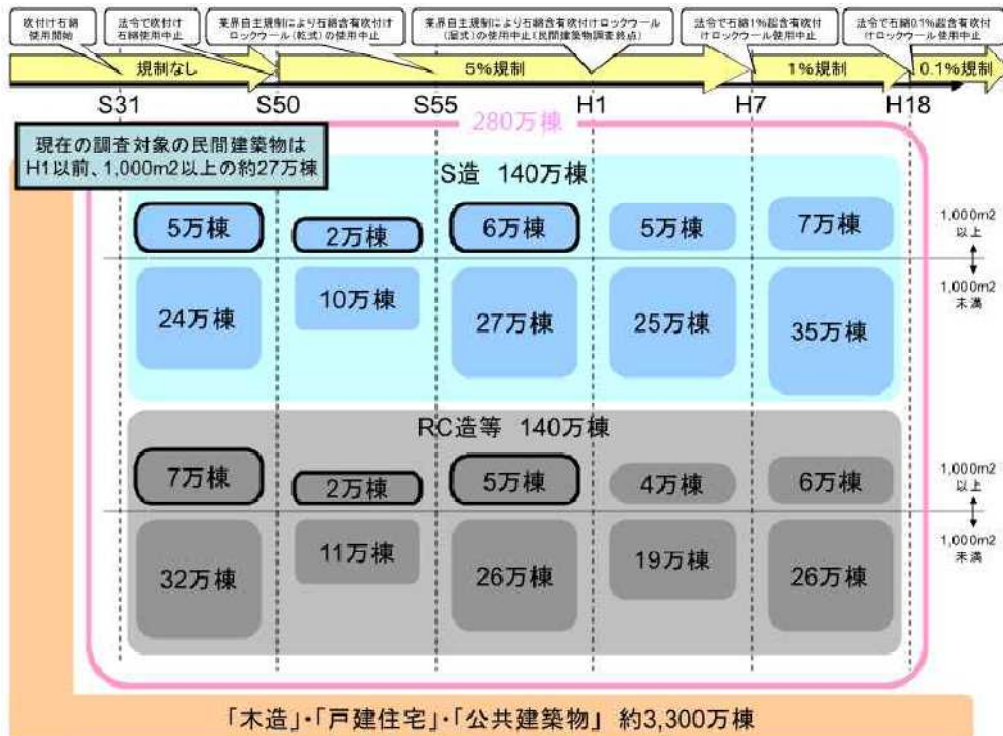 吹付け石綿
使用開始
法令で吹付け
石綿使用中止
業界自主規制により石綿含有吹付け
ロックウール(乾式)の使用中止
業界自主規制により石綿含有吹付けロックウール
(湿式)の使用中止(民間建築物調査終点)
法令で石綿1%超含有吹付
けロックウール使用中止
法令で石綿0.1%超含有吹付
けロックウール使用中止
規制なし
5%規制
1%規制
0.1%規制
S31
S50
S55
H1
H7
H18
280万棟
現在の調査対象の民間建築物は
H1以前、1,000m2以上の約27万棟
S造 140万棟
5万棟
2万棟
6万棟
5万棟
7万棟
1,000m2
以上
1,000m2
未満
24万棟
10万棟
27万棟
25万棟
35万棟
RC造等 140万棟
7万棟
2万棟
5万棟
4万棟
6万棟
1,000m2
以上
1,000m2
未満
32万棟
11万棟
26万棟
19万棟
26万棟
「木造」・「戸建住宅」・「公共建築物」 約3,300万棟